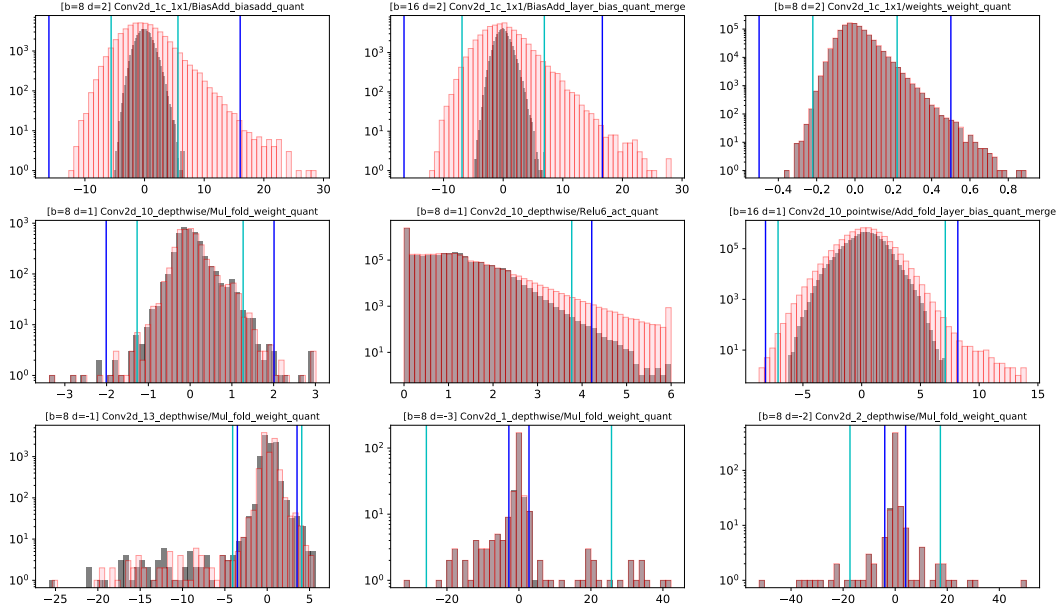 [b=8 d=2] Conv2d_1c_1x1/BiasAdd_biasadd_quant
10³
10²
10¹
10⁰
−10 0 10 20 30
[b=16 d=2] Conv2d_1c_1x1/BiasAdd_layer_bias_quant_merge
10³
10²
10¹
10⁰
−10 0 10 20 30
[b=8 d=2] Conv2d_1c_1x1/weights_weight_quant
10⁵
10⁴
10³
10²
10¹
10⁰
−0.4 −0.2 0.0 0.2 0.4 0.6 0.8
[b=8 d=1] Conv2d_10_depthwise/Mul_fold_weight_quant
10³
10²
10¹
10⁰
−3 −2 −1 0 1 2 3
[b=8 d=1] Conv2d_10_depthwise/Relu6_act_quant
10⁵
10³
10¹
0 1 2 3 4 5 6
[b=16 d=1] Conv2d_10_pointwise/Add_fold_layer_bias_quant_merge
10⁵
10³
10¹
−5 0 5 10 15
[b=8 d=-1] Conv2d_13_depthwise/Mul_fold_weight_quant
10³
10²
10¹
10⁰
−25 −20 −15 −10 −5 0 5
[b=8 d=-3] Conv2d_1_depthwise/Mul_fold_weight_quant
10²
10¹
10⁰
−20 0 20 40
[b=8 d=-2] Conv2d_2_depthwise/Mul_fold_weight_quant
10²
10¹
10⁰
−40 −20 0 20 40